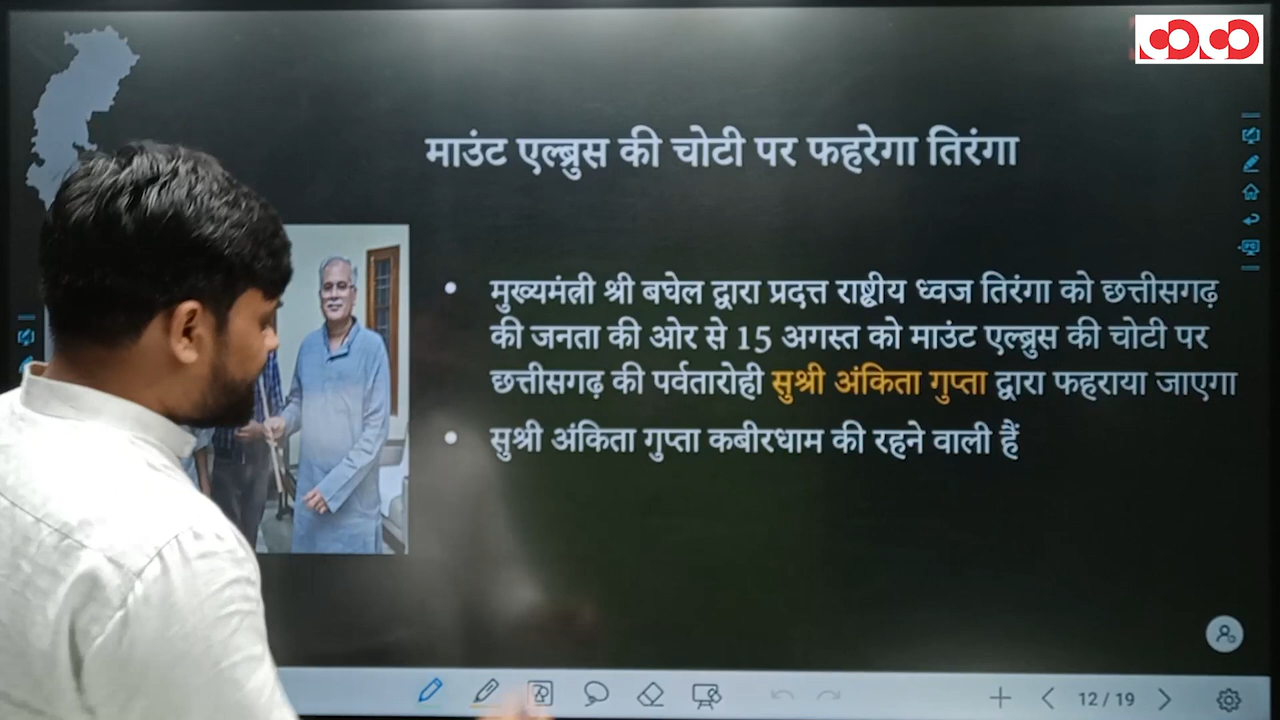 माउंट एल्ब्रुस की चोटी पर फहरेगा तिरंगा
मुख्यमंत्री श्री बघेल द्वारा प्रदत्त राष्ट्रीय ध्वज तिरंगा को छत्तीसगढ़
की जनता की ओर से 15 अगस्त को माउंट एल्ब्रुस की चोटी पर
छत्तीसगढ़ की पर्वतारोही सुश्री अंकिता गुप्ता द्वारा फहराया जाएगा
सुश्री अंकिता गुप्ता कबीरधाम की रहने वाली हैं
12 / 19